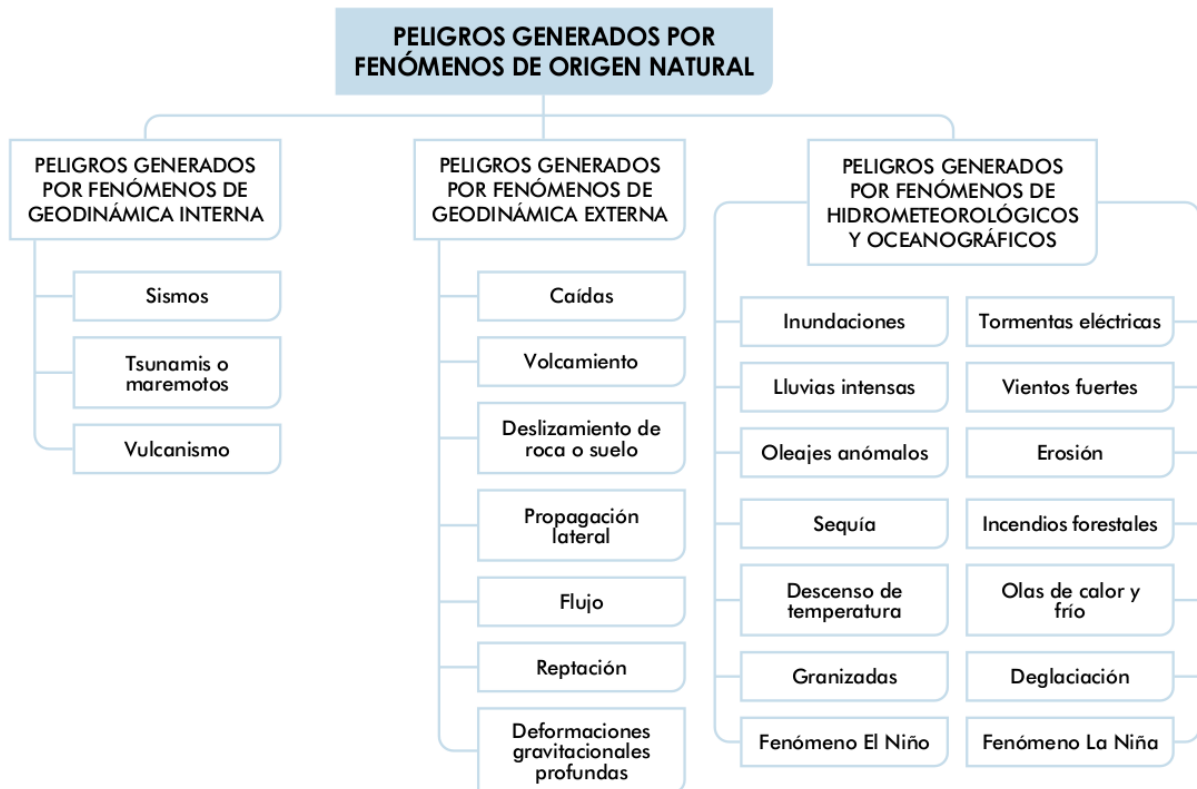 PELIGROS GENERADOS POR
FENÓMENOS DE ORIGEN NATURAL
PELIGROS GENERADOS
POR FENÓMENOS DE
GEODINÁMICA INTERNA
Sismos
Tsunamis o
maremotos
Vulcanismo
PELIGROS GENERADOS
POR FENÓMENOS DE
GEODINÁMICA EXTERNA
Caídas
Volcamiento
Deslizamiento de
roca o suelo
Propagación
lateral
Flujo
Reptación
Deformaciones
gravitacionales
profundas
PELIGROS GENERADOS
POR FENÓMENOS DE
HIDROMETEOROLÓGICOS
Y OCEANOGRÁFICOS
Inundaciones
Lluvias intensas
Oleajes anómalos
Sequía
Descenso de
temperatura
Granizadas
Fenómeno El Niño
Tormentas eléctricas
Vientos fuertes
Erosión
Incendios forestales
Olas de calor y
frío
Deglaciación
Fenómeno La Niña